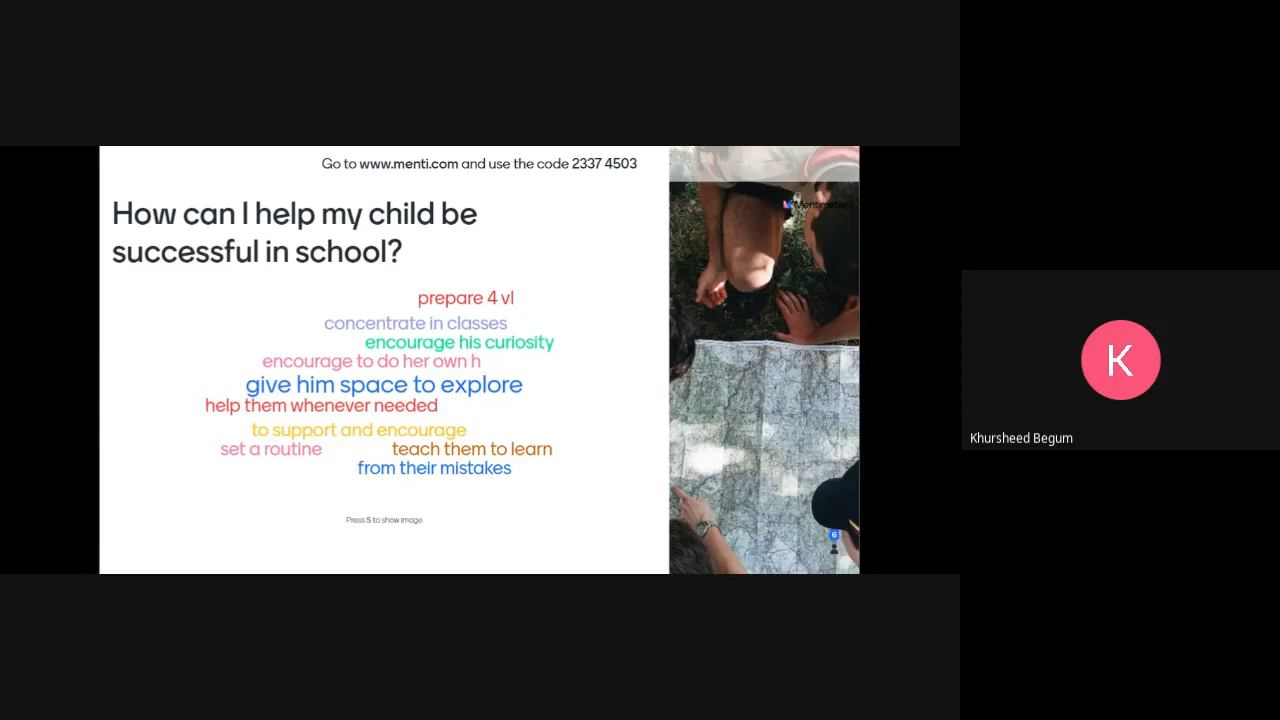 Go to www.menti.com and use the code 2337 4503
Mentimeter
How can I help my child be
successful in school?
prepare 4 vl
concentrate in classes
encourage his curiosity
encourage to do her own h
give him space to explore
help them whenever needed
to support and encourage
set a routine
teach them to learn
from their mistakes
Press S to show image
6
K
Khursheed Begum